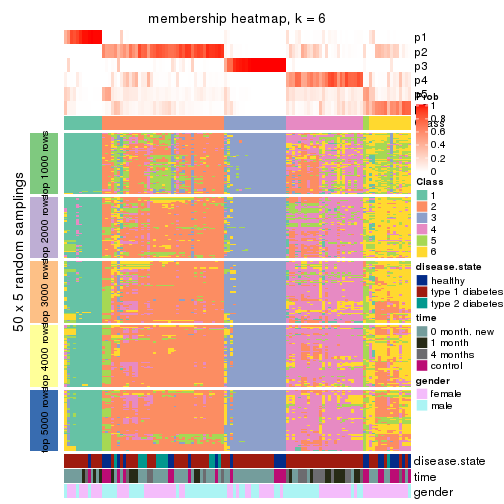 membership heatmap, k = 6
p1
p2
p3
p4
p5
Prob
1
0.8
0.6
0.4
0.2
0
Class
Class
1
2
3
4
5
6
disease.state
healthy
type 1 diabetes
type 2 diabetes
time
0 month. new
1 month
4 months
control
gender
female
male
50 x 5 random samplings
top 1000 rows
top 2000 rows
top 3000 rows
top 4000 rows
top 5000 rows
disease.state
time
gender